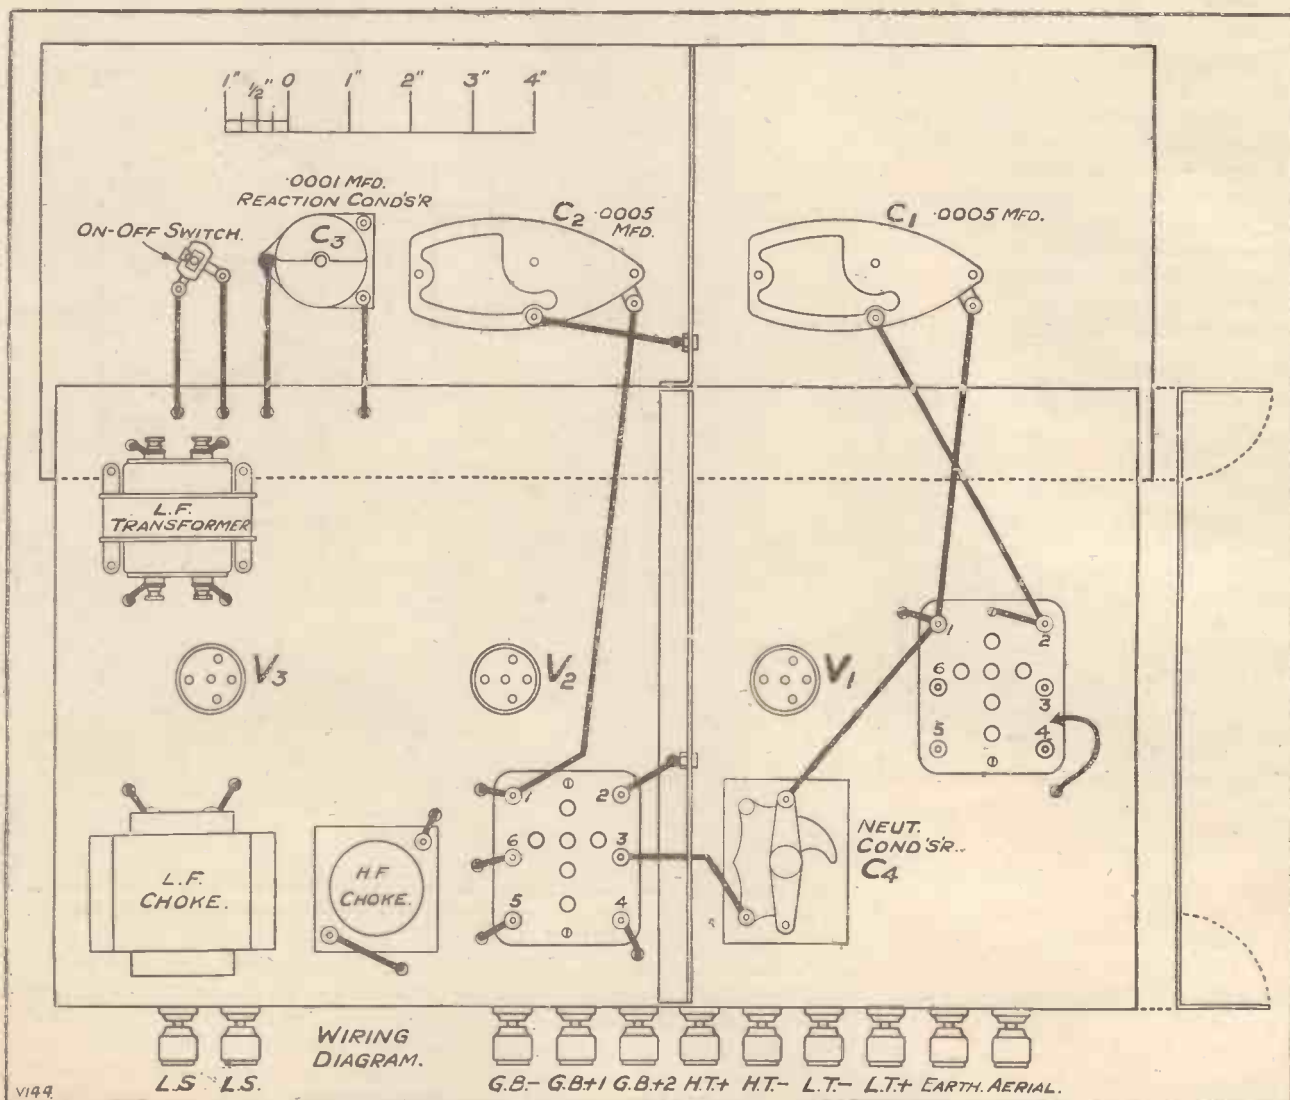 1" ½" 0 1" 2" 3" 4"
.0001 MFD.
REACTION COND'S'R
C3
ON-OFF SWITCH.
C2 .0005
MFD.
C1 .0005 MFD.
L.F.
TRANSFORMER
V3
V2
V1
1 2
6 3
5 4
1 2
6 3
5 4
L.F.
CHOKE.
H.F
CHOKE.
NEUT.
COND'S'R.
C4
WIRING
DIAGRAM.
L.S L.S. G.B.- G.B+1 G.B.+2 H.T+ H.T- L.T.- L.T+ EARTH. AERIAL.
V144.